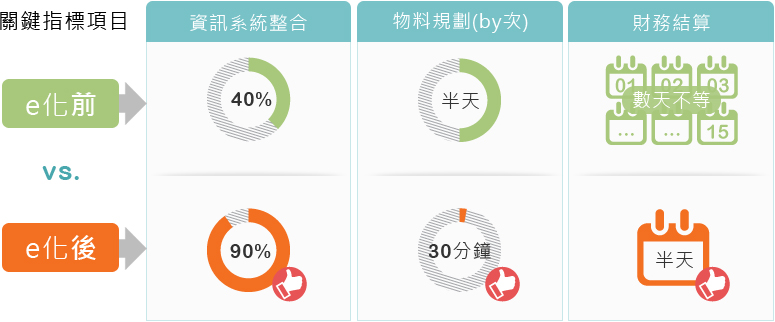 關鍵指標項目
資訊系統整合
物料規劃(by次)
財務結算
e化前
40%
半天
01 02 03
數天不等
... ... 15
vs.
e化後
90%
30分鐘
半天